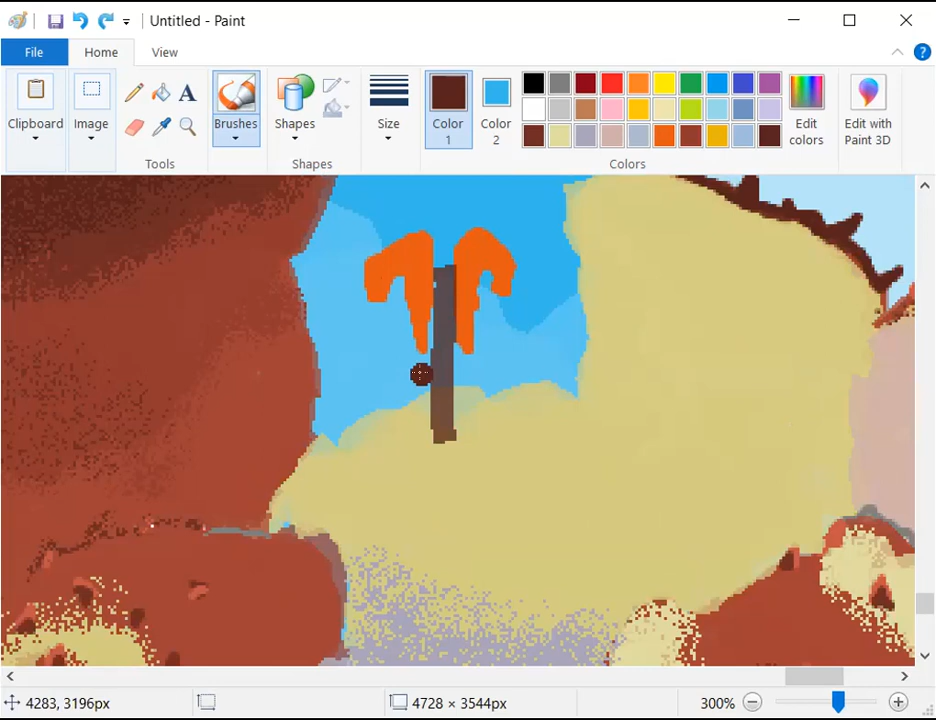 Untitled - Paint
File Home View
Clipboard Image Tools Brushes Shapes Shapes Size Color 1 Color 2 Colors Edit colors Edit with Paint 3D
4283, 3196px 4728 × 3544px 300%